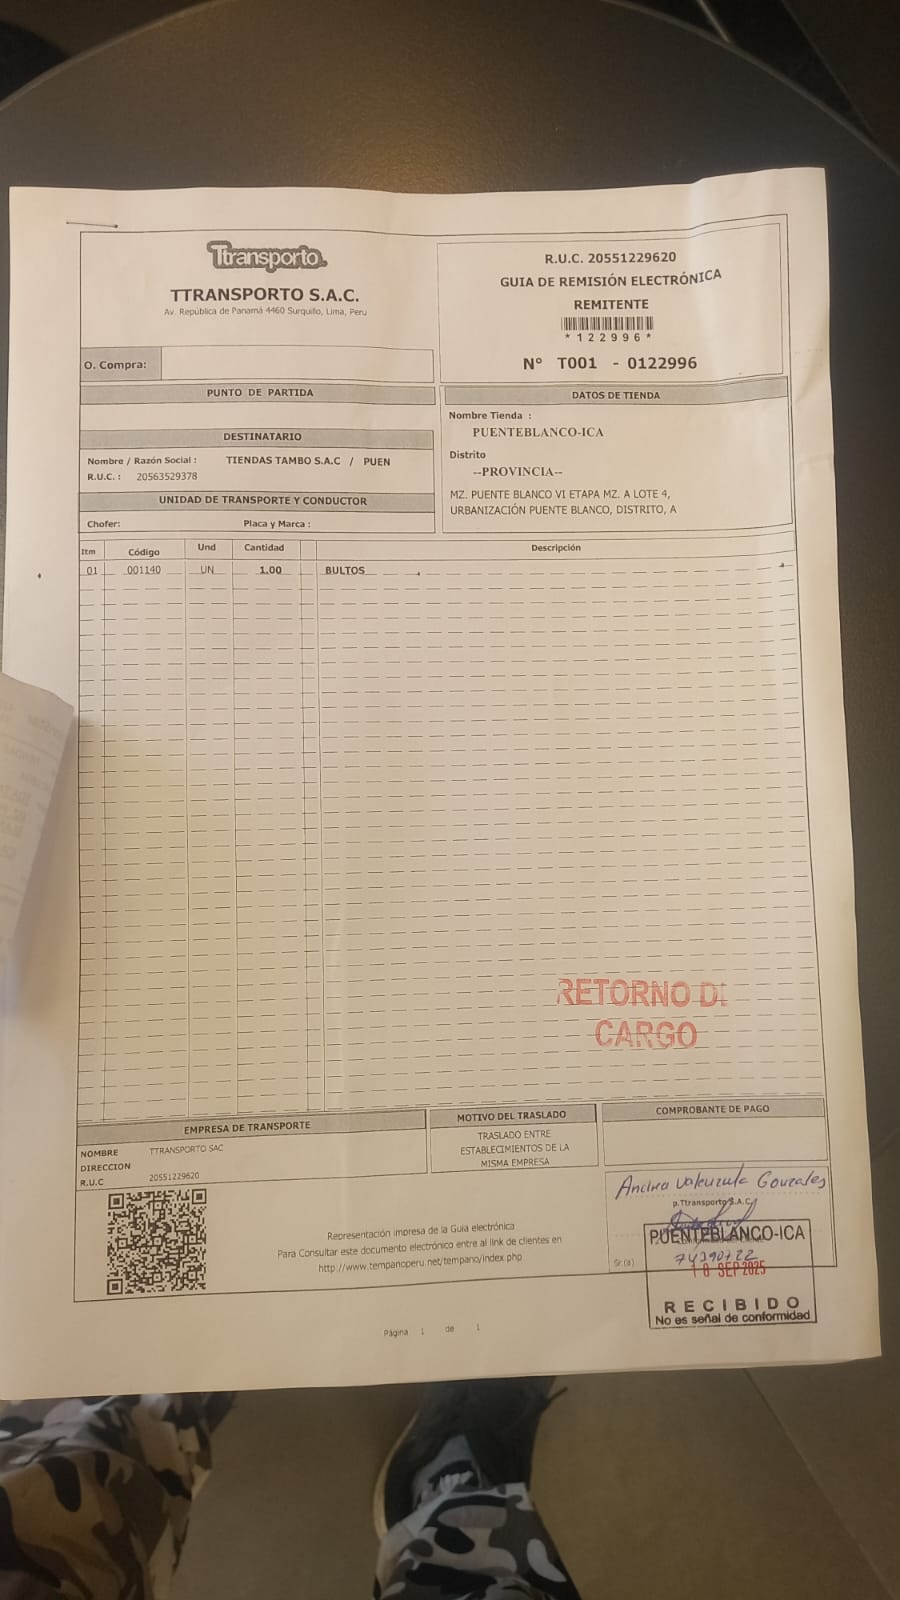 Ttransporto
TTRANSPORTO S.A.C.
Av. República de Panamá 4460 Surquillo, Lima, Peru
O. Compra:
R.U.C. 20551229620
GUIA DE REMISIÓN ELECTRÓNICA
REMITENTE
*122996*
N° T001 - 0122996
PUNTO DE PARTIDA
DESTINATARIO
Nombre / Razón Social : TIENDAS TAMBO S.A.C / PUEN
R.U.C. : 20563529378
UNIDAD DE TRANSPORTE Y CONDUCTOR
Chofer: Placa y Marca :
DATOS DE TIENDA
Nombre Tienda :
PUENTEBLANCO-ICA
Distrito
--PROVINCIA--
MZ. PUENTE BLANCO VI ETAPA MZ. A LOTE 4,
URBANIZACIÓN PUENTE BLANCO, DISTRITO, A
Itm Código Und Cantidad Descripción
01 001140 UN 1.00 BULTOS
RETORNO DE
CARGO
EMPRESA DE TRANSPORTE
NOMBRE TTRANSPORTO SAC
DIRECCION
R.U.C 20551229620
MOTIVO DEL TRASLADO
TRASLADO ENTRE
ESTABLECIMIENTOS DE LA
MISMA EMPRESA
COMPROBANTE DE PAGO
Representación impresa de la Guia electrónica
Para Consultar este documento electrónico entre al link de clientes en
http://www.tempanoperu.net/tempano/index.php
Andrea Valenzuela Gonzales
p.Ttransporto S.A.C.
Sr.(a)
PUENTEBLANCO-ICA
SEP 2025
RECIBIDO
No es señal de conformidad
Página 1 de 1